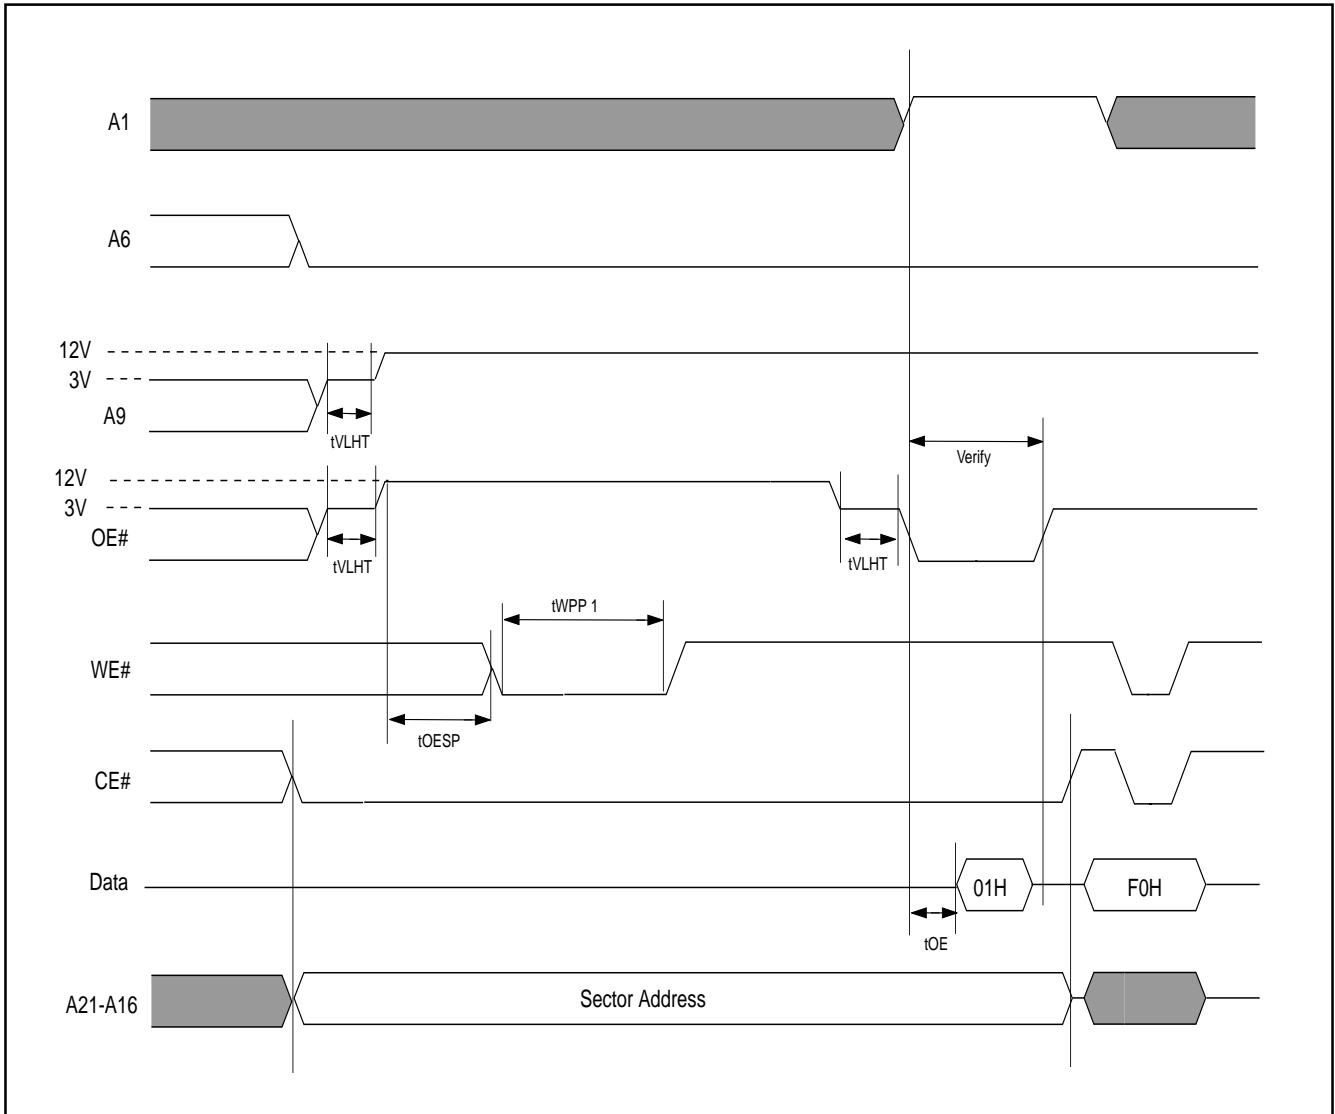 A1
A6
12V
3V
A9
tVLHT
Verify
12V
3V
OE#
tVLHT
tVLHT
tWPP 1
WE#
tOESP
CE#
Data
01H
F0H
tOE
A21-A16
Sector Address